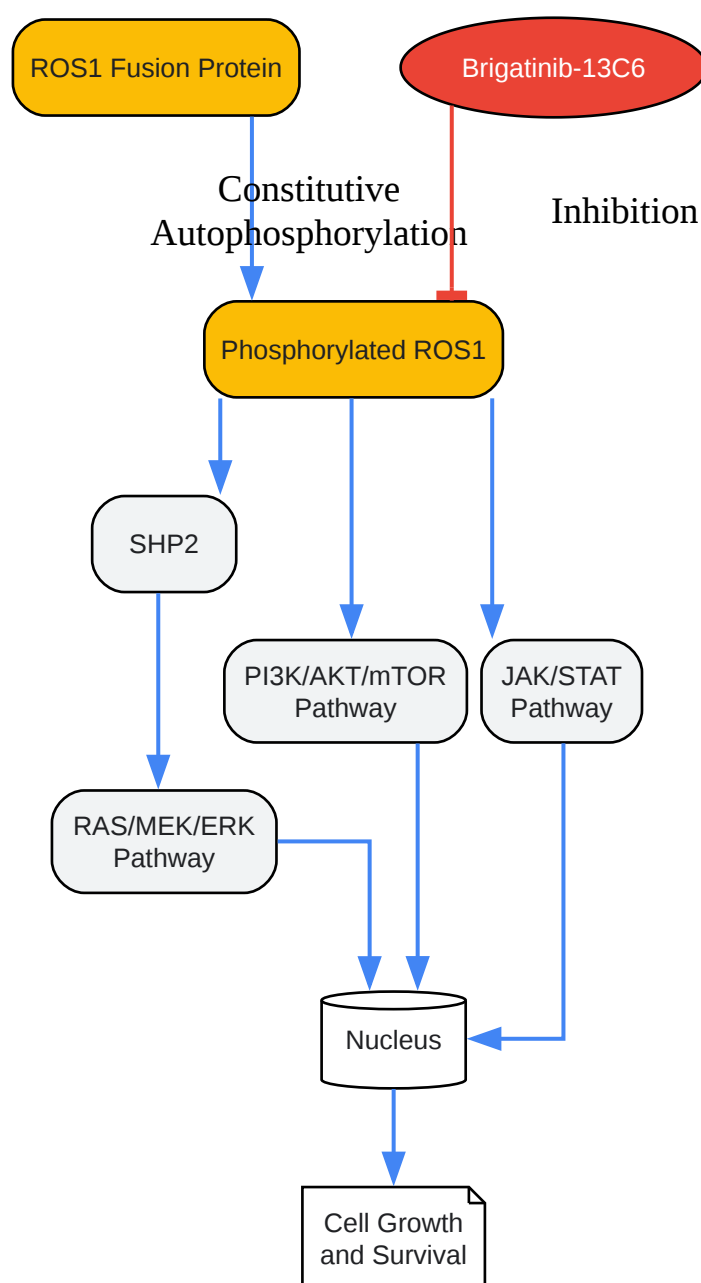 ROS1 Fusion Protein
Brigatinib-13C6
Constitutive
Autophosphorylation
Inhibition
Phosphorylated ROS1
SHP2
PI3K/AKT/mTOR
Pathway
JAK/STAT
Pathway
RAS/MEK/ERK
Pathway
Nucleus
Cell Growth
and Survival